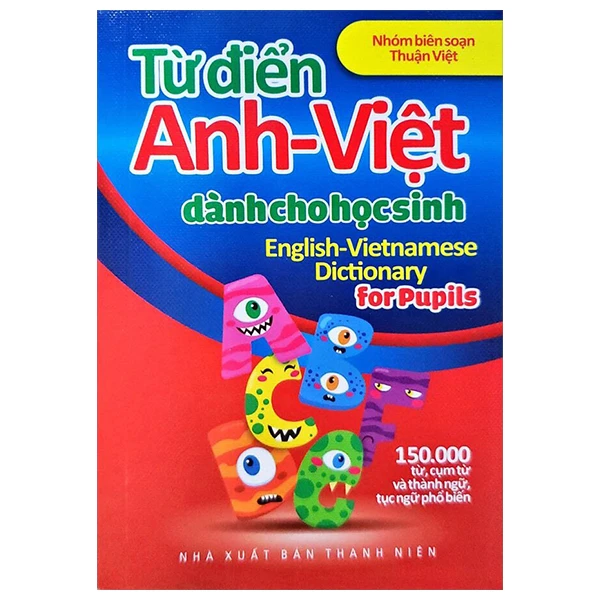 Nhóm biên soạn
Thuận Việt
Từ điển
Anh-Việt
dành cho học sinh
English-Vietnamese
Dictionary
for Pupils
150.000
từ, cụm từ
và thành ngữ,
tục ngữ phổ biến
NHÀ XUẤT BẢN THANH NIÊN